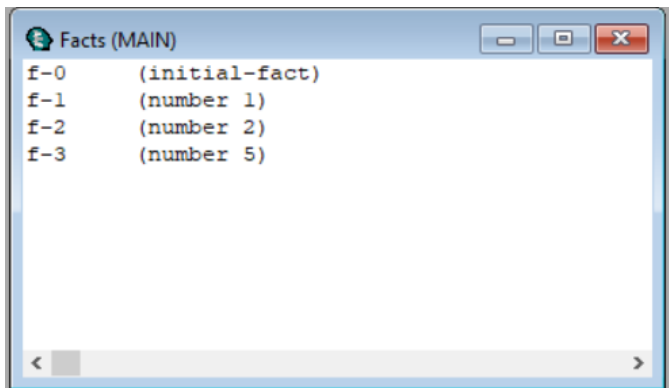 Facts (MAIN)
f-0 (initial-fact)
f-1 (number 1)
f-2 (number 2)
f-3 (number 5)